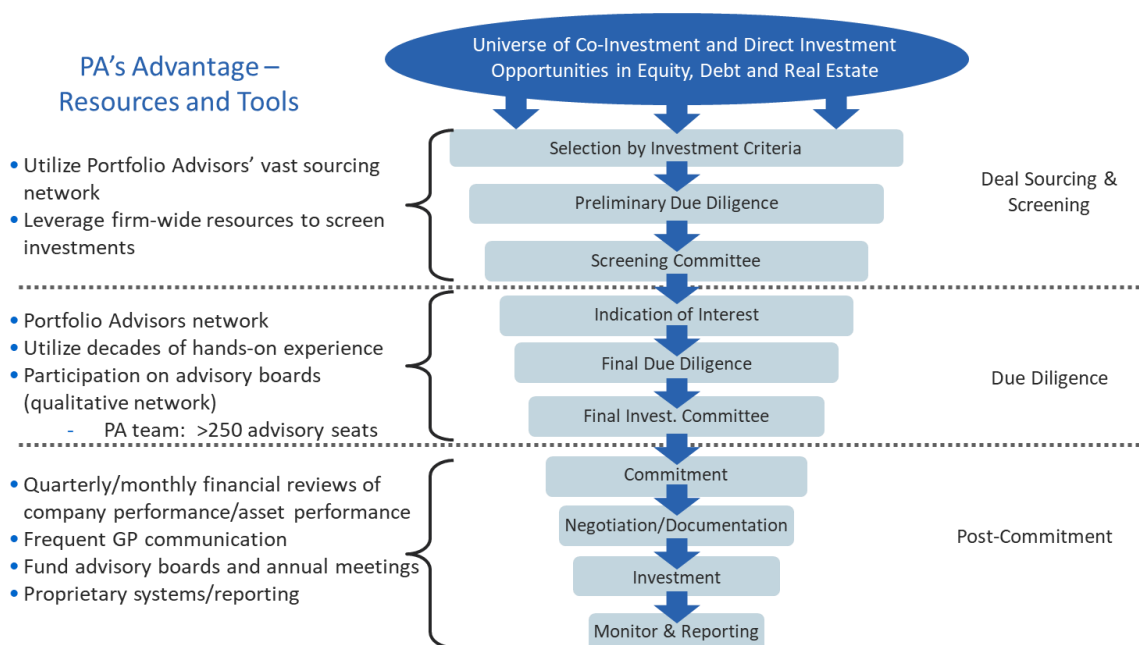 PA's Advantage –
Resources and Tools
Universe of Co-Investment and Direct Investment
Opportunities in Equity, Debt and Real Estate
• Utilize Portfolio Advisors' vast sourcing
network
• Leverage firm-wide resources to screen
investments
Selection by Investment Criteria
Preliminary Due Diligence
Screening Committee
Deal Sourcing &
Screening
• Portfolio Advisors network
• Utilize decades of hands-on experience
• Participation on advisory boards
(qualitative network)
- PA team: >250 advisory seats
Indication of Interest
Final Due Diligence
Final Invest. Committee
Due Diligence
• Quarterly/monthly financial reviews of
company performance/asset performance
• Frequent GP communication
• Fund advisory boards and annual meetings
• Proprietary systems/reporting
Commitment
Negotiation/Documentation
Investment
Monitor & Reporting
Post-Commitment